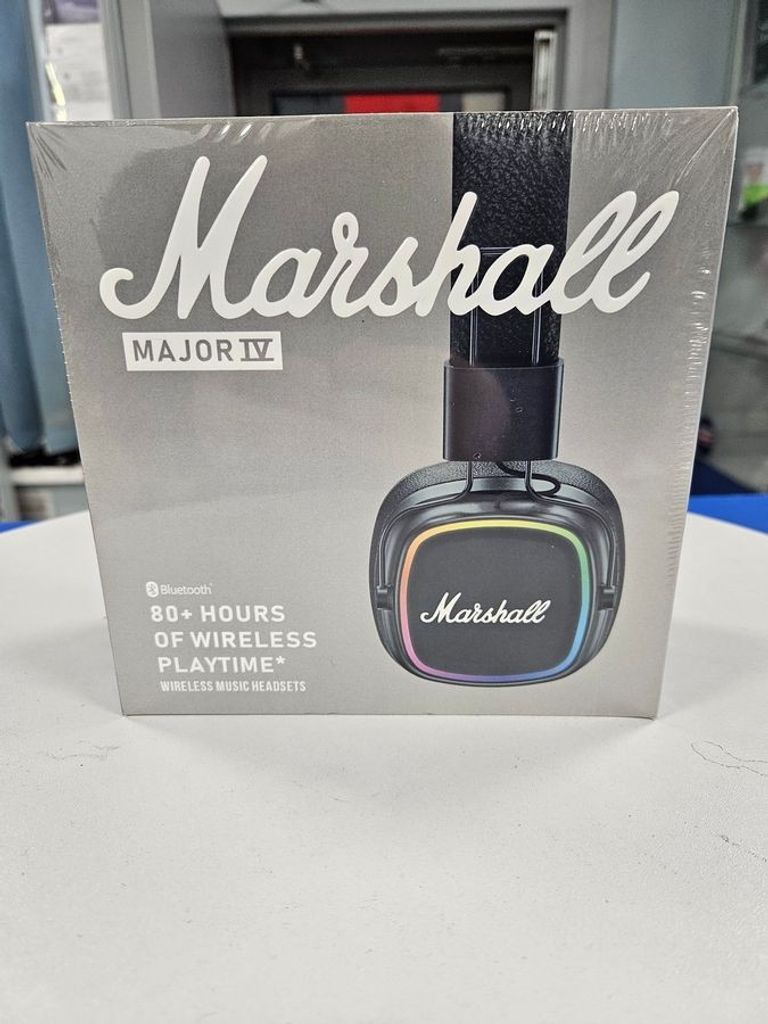 Marshall
MAJOR IV
Bluetooth
80+ HOURS
OF WIRELESS
PLAYTIME*
WIRELESS MUSIC HEADSETS
Marshall